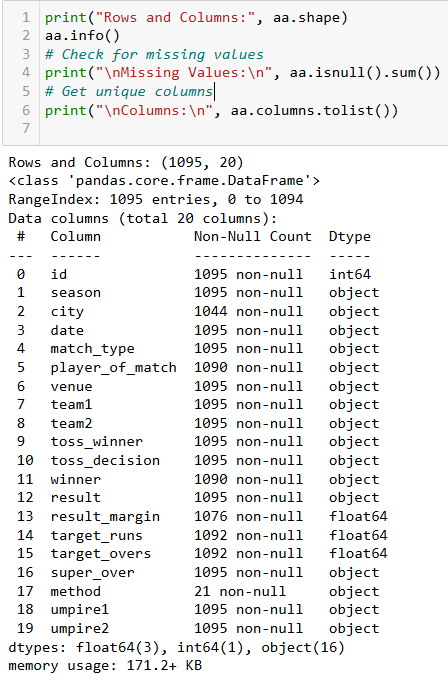 1 print("Rows and Columns:", aa.shape)
2 aa.info()
3 # Check for missing values
4 print("\nMissing Values:\n", aa.isnull().sum())
5 # Get unique columns
6 print("\nColumns:\n", aa.columns.tolist())
7
Rows and Columns: (1095, 20)
<class 'pandas.core.frame.DataFrame'>
RangeIndex: 1095 entries, 0 to 1094
Data columns (total 20 columns):
 #   Column           Non-Null Count  Dtype
---  ------           --------------  -----
 0   id               1095 non-null   int64
 1   season           1095 non-null   object
 2   city             1044 non-null   object
 3   date             1095 non-null   object
 4   match_type       1095 non-null   object
 5   player_of_match  1090 non-null   object
 6   venue            1095 non-null   object
 7   team1            1095 non-null   object
 8   team2            1095 non-null   object
 9   toss_winner      1095 non-null   object
 10  toss_decision    1095 non-null   object
 11  winner           1090 non-null   object
 12  result           1095 non-null   object
 13  result_margin    1076 non-null   float64
 14  target_runs      1092 non-null   float64
 15  target_overs     1092 non-null   float64
 16  super_over       1095 non-null   object
 17  method           21 non-null     object
 18  umpire1          1095 non-null   object
 19  umpire2          1095 non-null   object
dtypes: float64(3), int64(1), object(16)
memory usage: 171.2+ KB